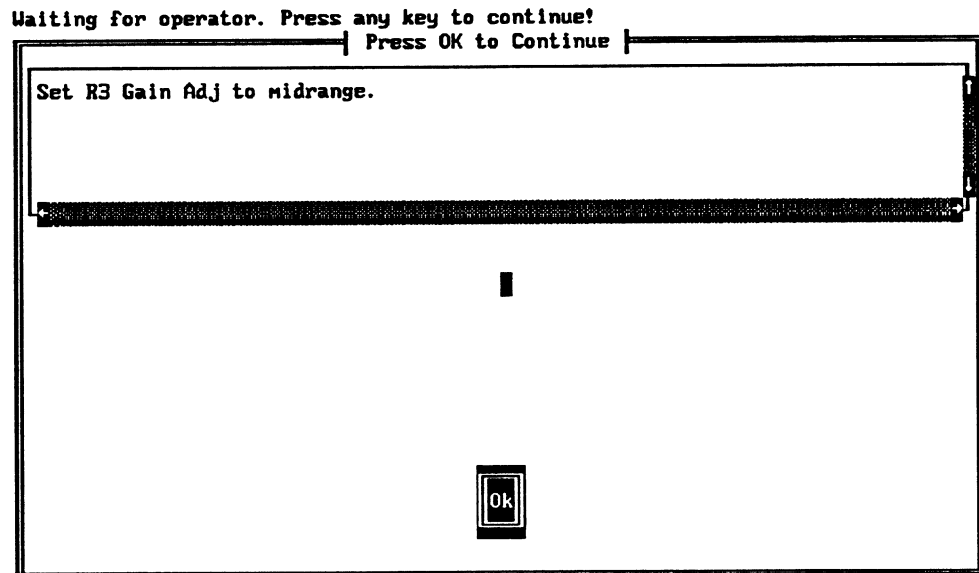 Waiting for operator. Press any key to continue!
Press OK to Continue
Set R3 Gain Adj to midrange.
Ok